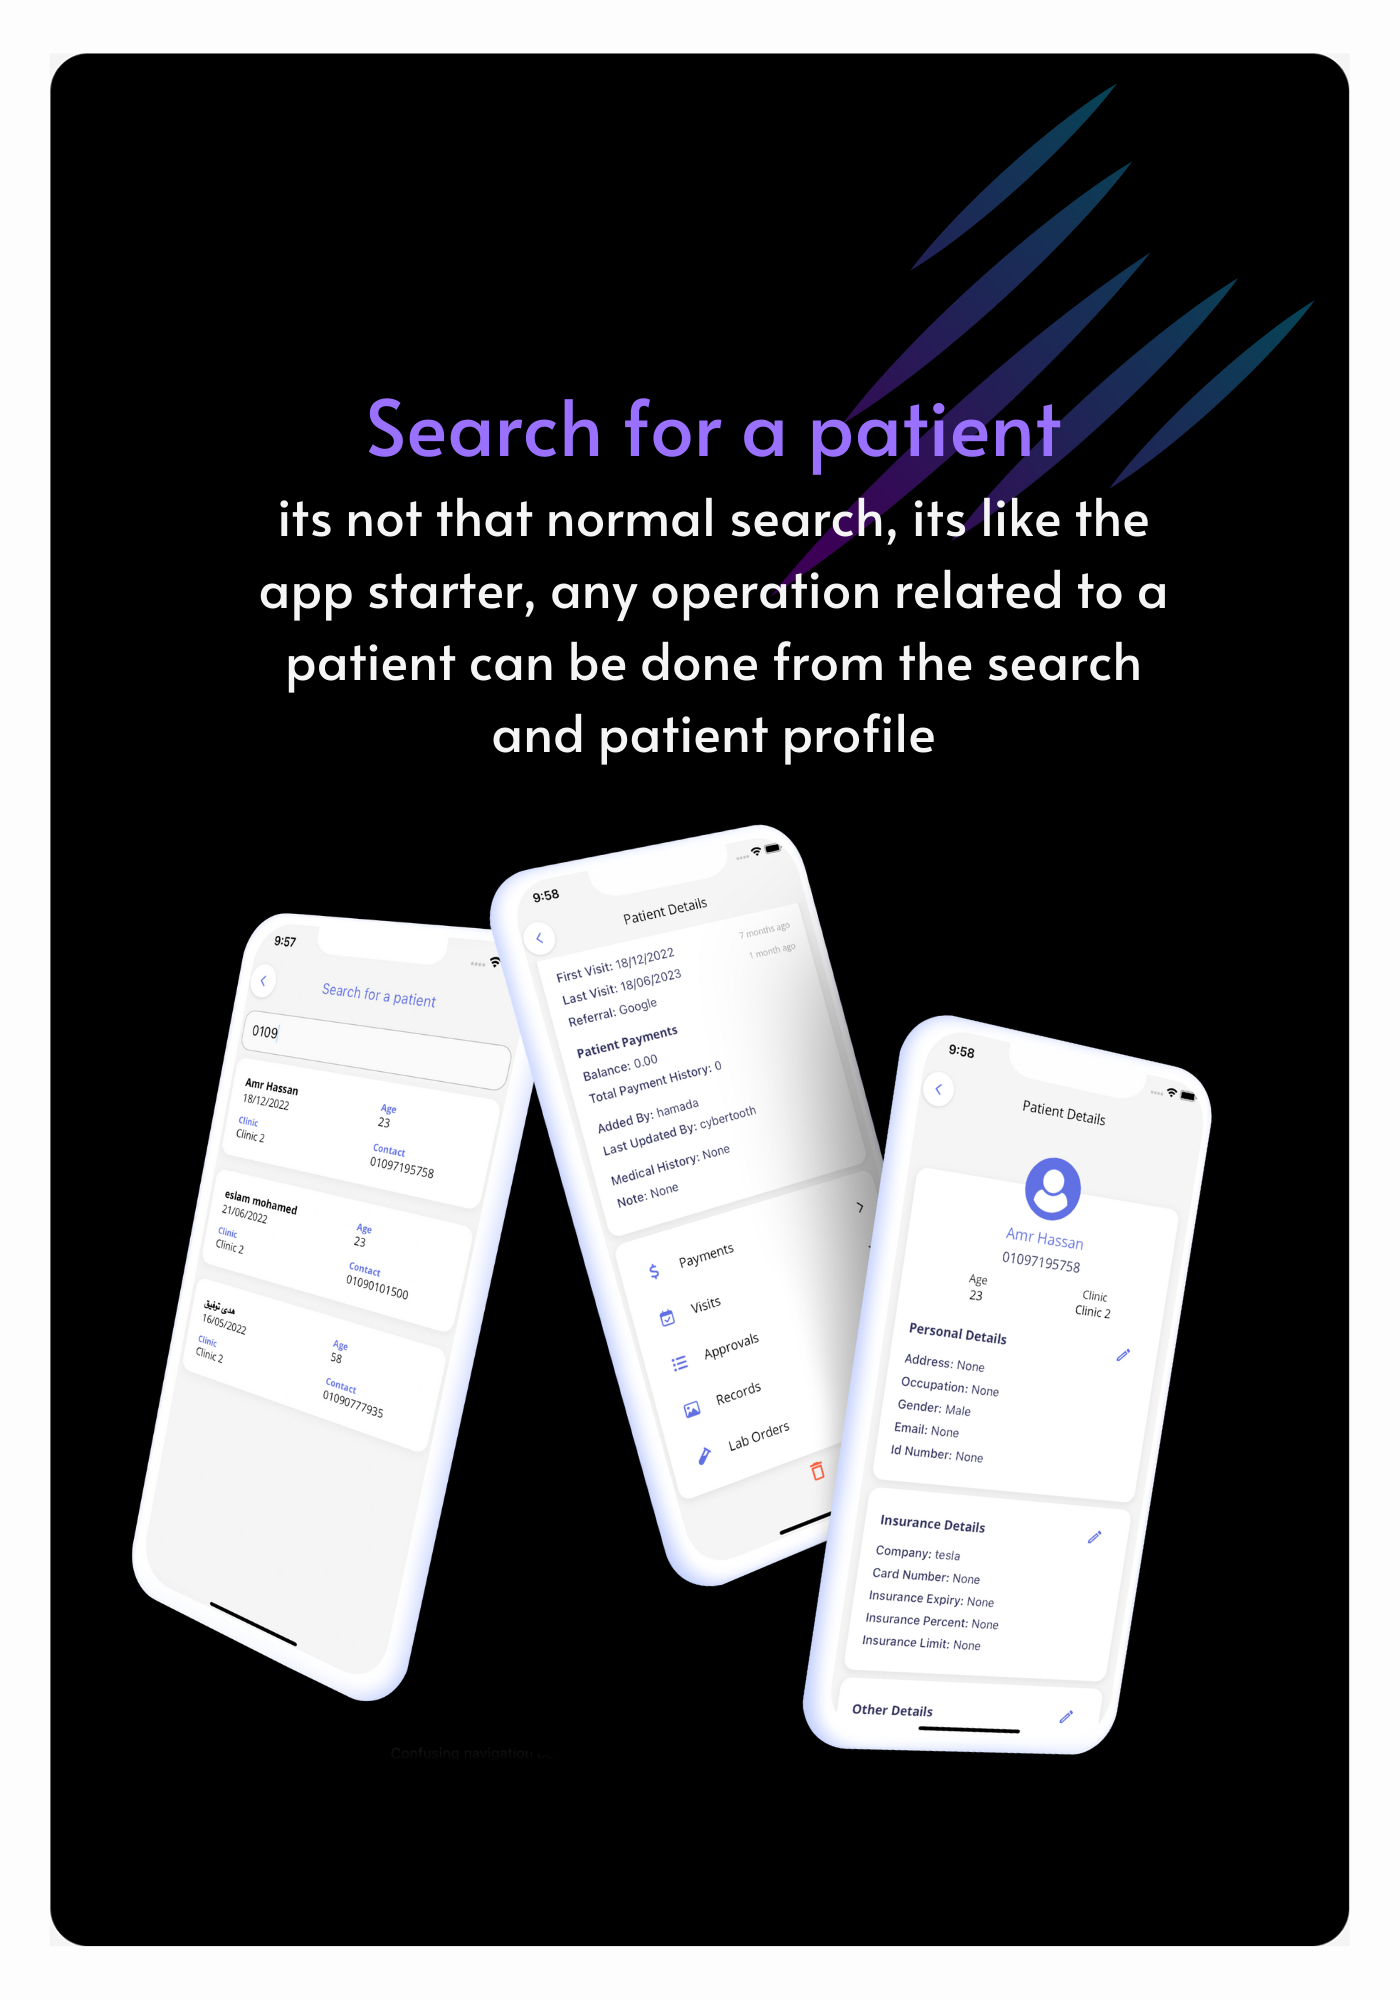 Search for a patient
its not that normal search, its like the
app starter, any operation related to a
patient can be done from the search
and patient profile
9:57
Search for a patient
0109
Amr Hassan
18/12/2022
Age
23
Clinic
Clinic 2
Contact
01097195758
eslam mohamed
21/06/2022
Age
23
Clinic
Clinic 2
Contact
01090101500
هدى توفيق
16/05/2022
Age
58
Clinic
Clinic 2
Contact
01090777935
9:58
Patient Details
First Visit: 18/12/2022
7 months ago
Last Visit: 18/06/2023
1 month ago
Referral: Google
Patient Payments
Balance: 0.00
Total Payment History: 0
Added By: hamada
Last Updated By: cybertooth
Medical History: None
Note: None
Payments
Visits
Approvals
Records
Lab Orders
9:58
Patient Details
Amr Hassan
01097195758
Age
23
Clinic
Clinic 2
Personal Details
Address: None
Occupation: None
Gender: Male
Email: None
Id Number: None
Insurance Details
Company: tesla
Card Number: None
Insurance Expiry: None
Insurance Percent: None
Insurance Limit: None
Other Details
Confusing navigation